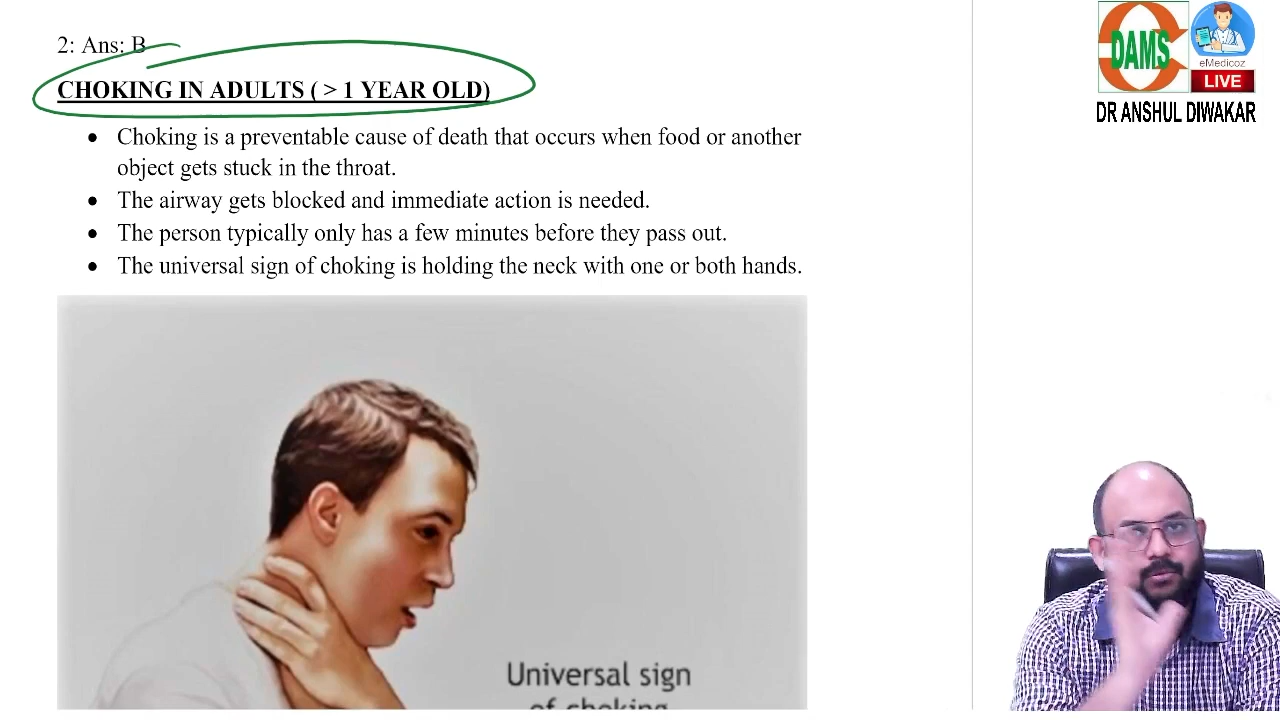 2: Ans: B
CHOKING IN ADULTS ( > 1 YEAR OLD)
• Choking is a preventable cause of death that occurs when food or another
object gets stuck in the throat.
• The airway gets blocked and immediate action is needed.
• The person typically only has a few minutes before they pass out.
• The universal sign of choking is holding the neck with one or both hands.
Universal sign
of choking
DAMS
eMedicoz
LIVE
DR ANSHUL DIWAKAR